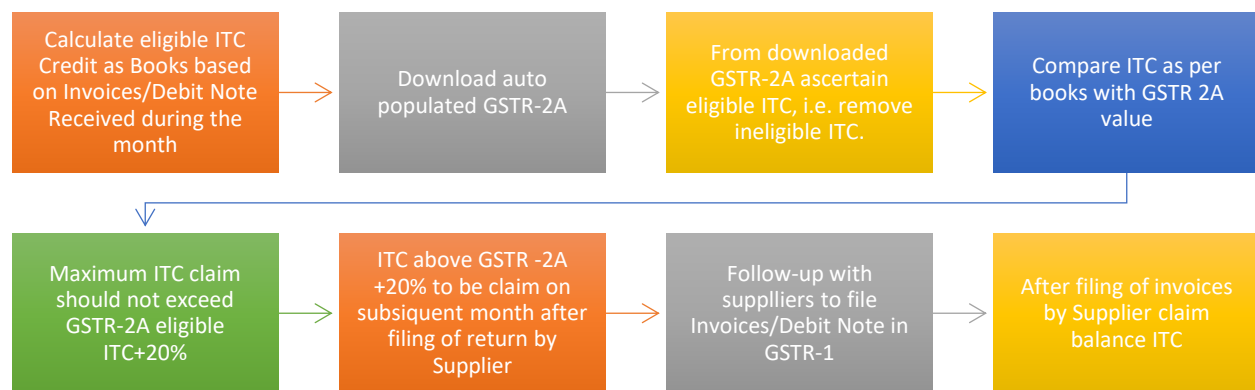 Calculate eligible ITC
Credit as Books based
on Invoices/Debit Note
Received during the
month
Download auto
populated GSTR-2A
From downloaded
GSTR-2A ascertain
eligible ITC, i.e. remove
ineligible ITC.
Compare ITC as per
books with GSTR 2A
value
Maximum ITC claim
should not exceed
GSTR-2A eligible
ITC+20%
ITC above GSTR -2A
+20% to be claim on
subsiquent month after
filing of return by
Supplier
Follow-up with
supplliers to file
Invoices/Debit Note in
GSTR-1
After filing of invoices
by Supplier claim
balance ITC